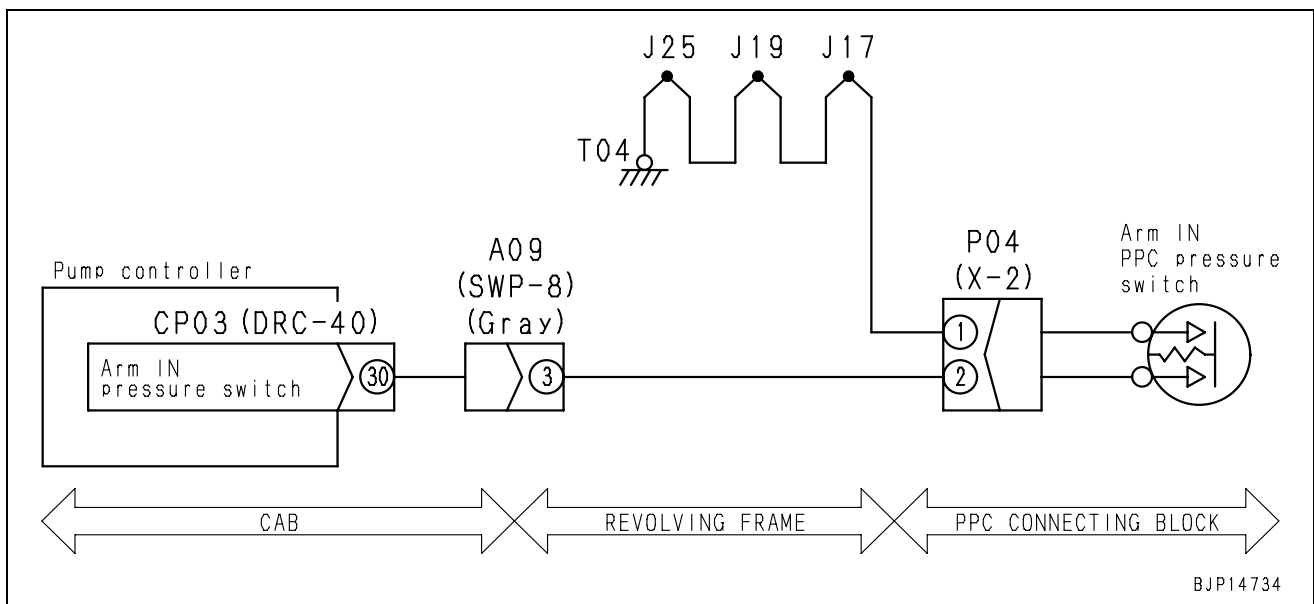 J25 J19 J17
T04
Pump controller
CP03 (DRC-40)
Arm IN
pressure switch
30
A09
(SWP-8)
(Gray)
3
P04
(X-2)
1
2
Arm IN
PPC pressure
switch
CAB
REVOLVING FRAME
PPC CONNECTING BLOCK
BJP14734